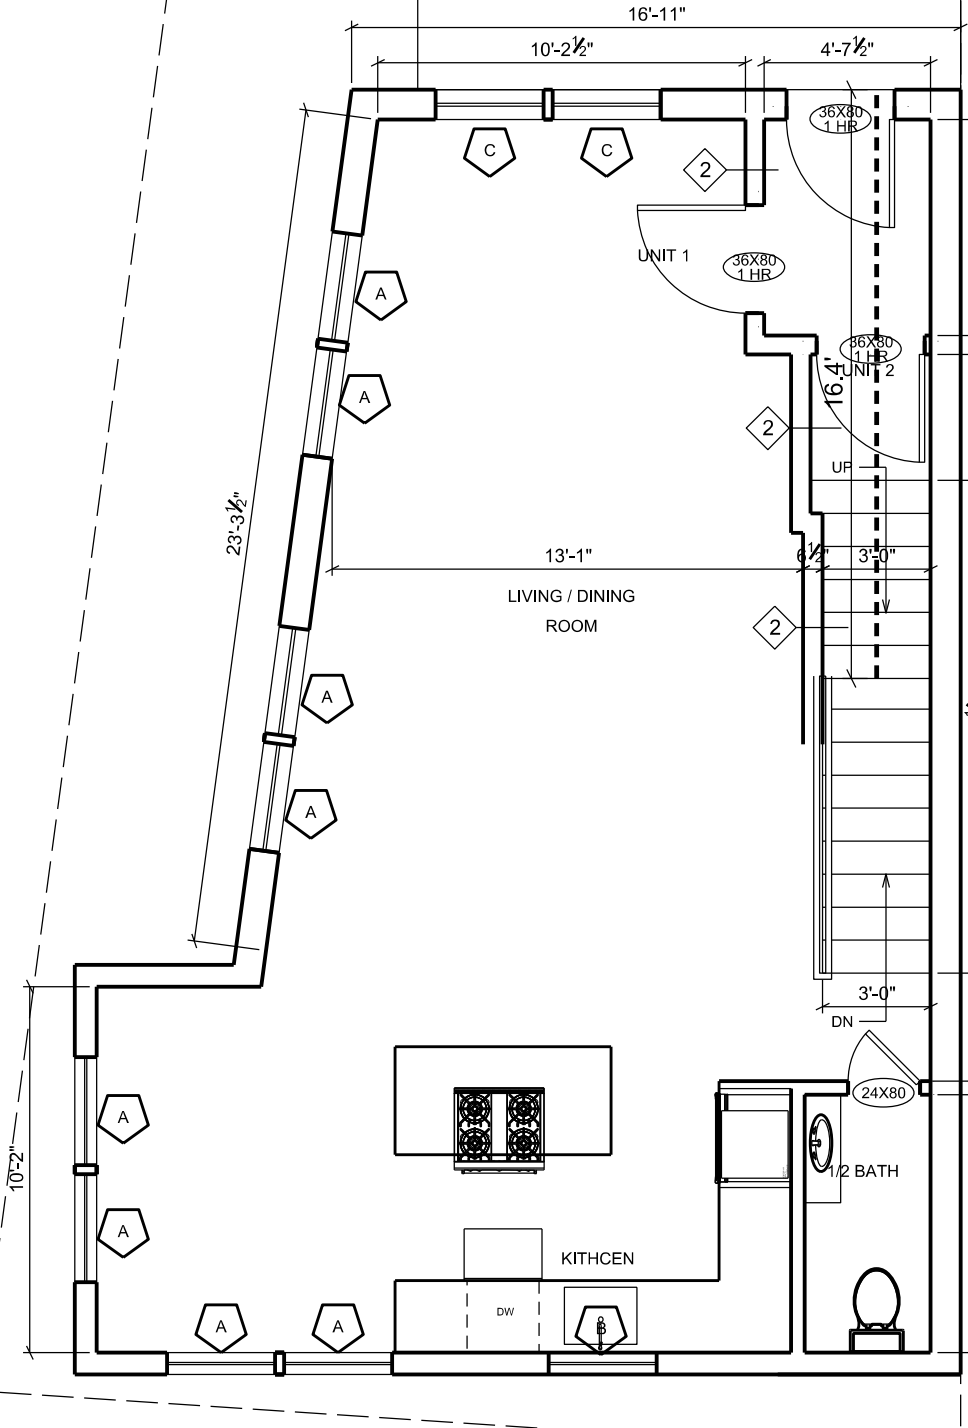 16'-11"
10'-2½"
4'-7½"
36X80
1 HR
C
C
2
UNIT 1
36X80
1 HR
A
36X80
1 HR
UNIT 2
16.4'
A
2
UP
23'-3½"
13'-1"
6½"
3'-0"
LIVING / DINING
ROOM
2
A
A
3'-0"
DN
24X80
A
10'-2"
1/2 BATH
A
KITHCEN
A
A
DW
B